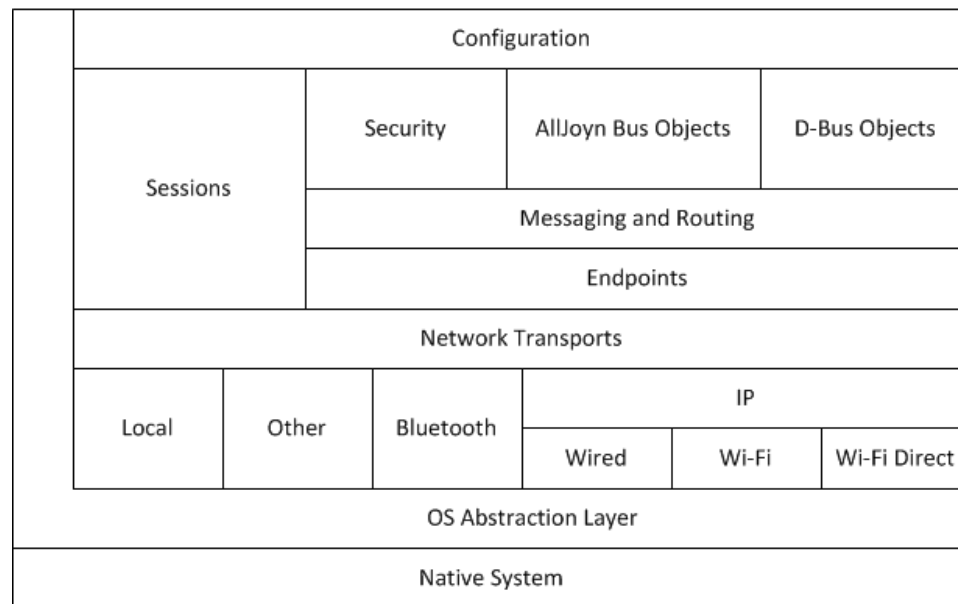 Configuration
Security
AllJoyn Bus Objects
D-Bus Objects
Sessions
Messaging and Routing
Endpoints
Network Transports
Local
Other
Bluetooth
IP
Wired
Wi-Fi
Wi-Fi Direct
OS Abstraction Layer
Native System